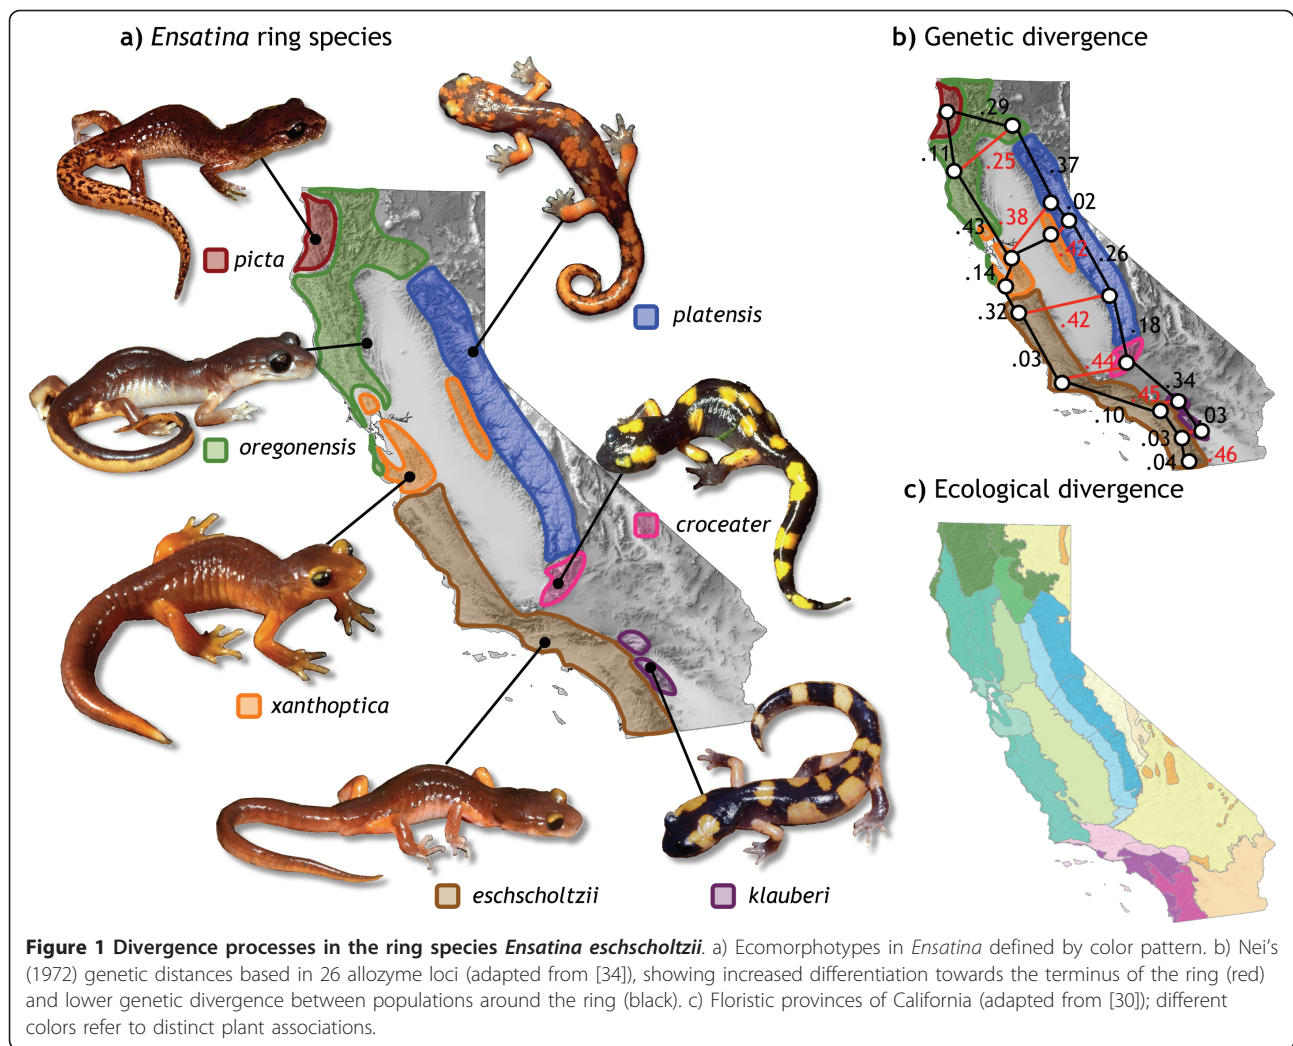 a) Ensatina ring species
b) Genetic divergence
picta
oregonensis
xanthoptica
eschscholtzii
platensis
croceater
klauberi
.29
.11
.25
.37
.02
.38
.43
.42
.26
.14
.32
.42
.18
.03
.44
.34
.45
.10
.03
.03
.46
.04
c) Ecological divergence
Figure 1 Divergence processes in the ring species Ensatina eschscholtzii. a) Ecomorphotypes in Ensatina defined by color pattern. b) Nei's
(1972) genetic distances based in 26 allozyme loci (adapted from [34]), showing increased differentiation towards the terminus of the ring (red)
and lower genetic divergence between populations around the ring (black). c) Floristic provinces of California (adapted from [30]); different
colors refer to distinct plant associations.